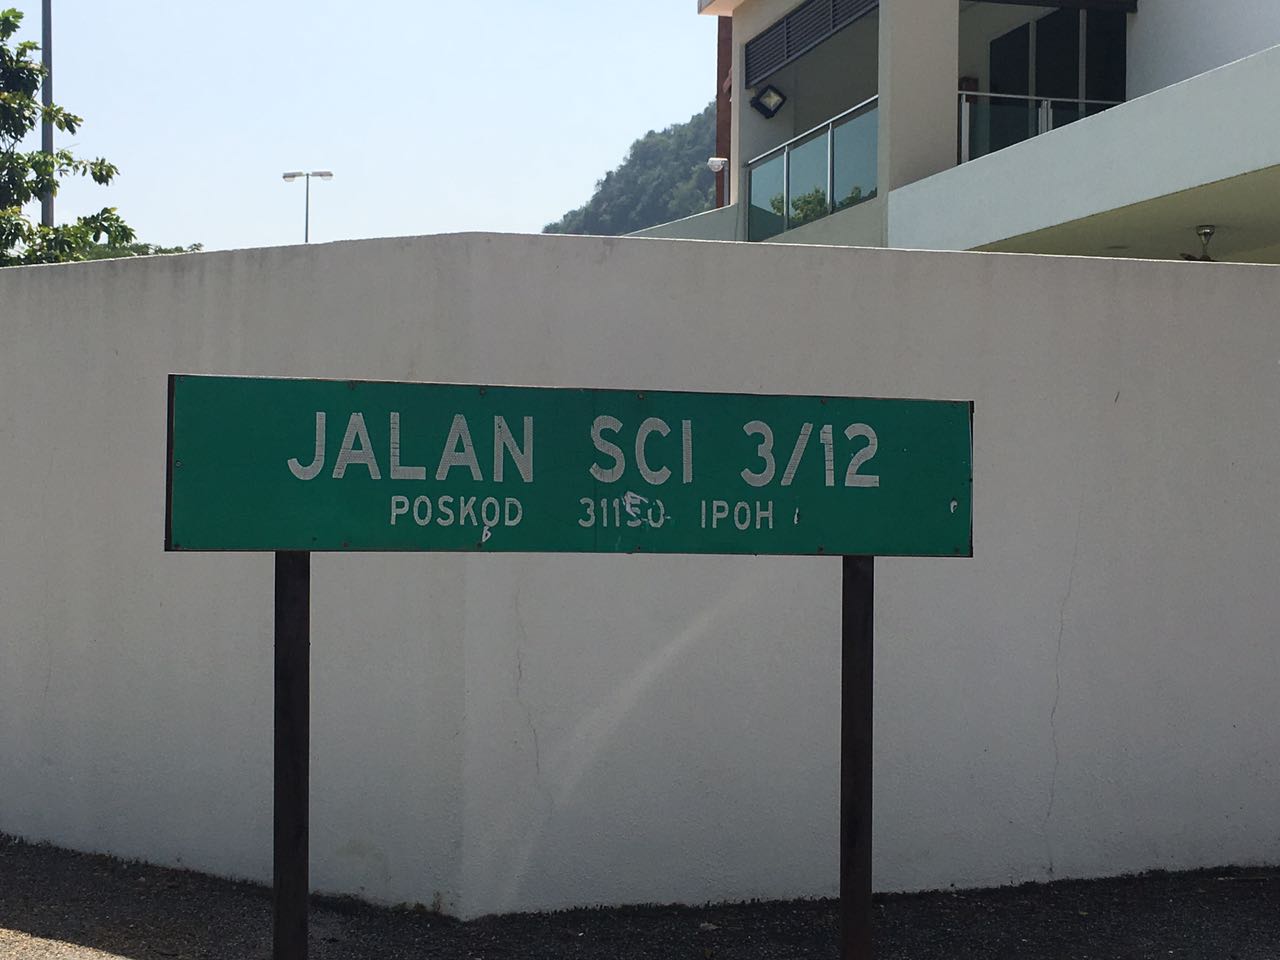 JALAN SCI 3/12
POSKOD 31150 IPOH